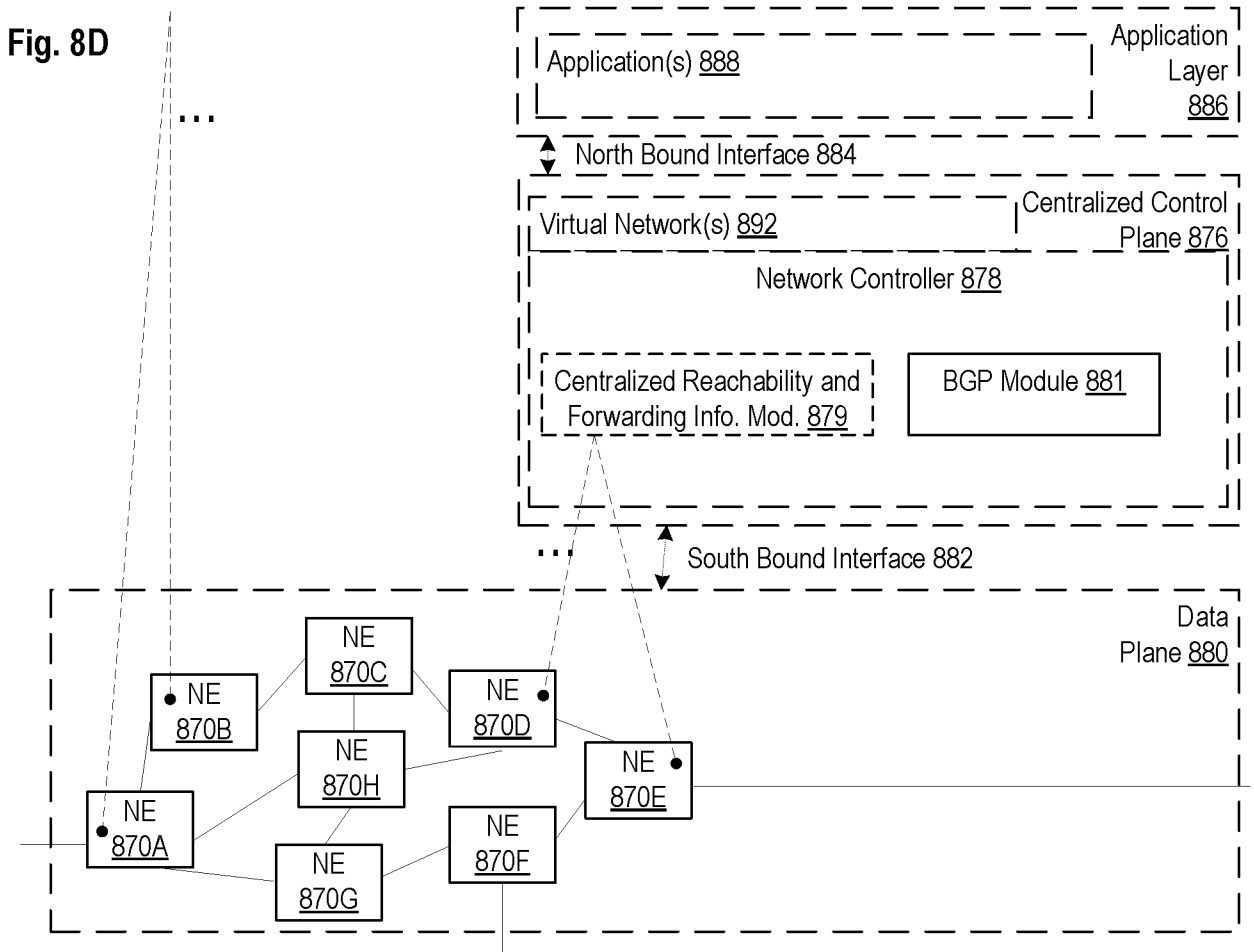 Fig. 8D
...
Application(s) 888
Application
Layer
886
North Bound Interface 884
Virtual Network(s) 892
Centralized Control
Plane 876
Network Controller 878
Centralized Reachability and
Forwarding Info. Mod. 879
BGP Module 881
...
South Bound Interface 882
Data
Plane 880
NE
870C
NE
870B
NE
870D
NE
870H
NE
870E
NE
870A
NE
870F
NE
870G